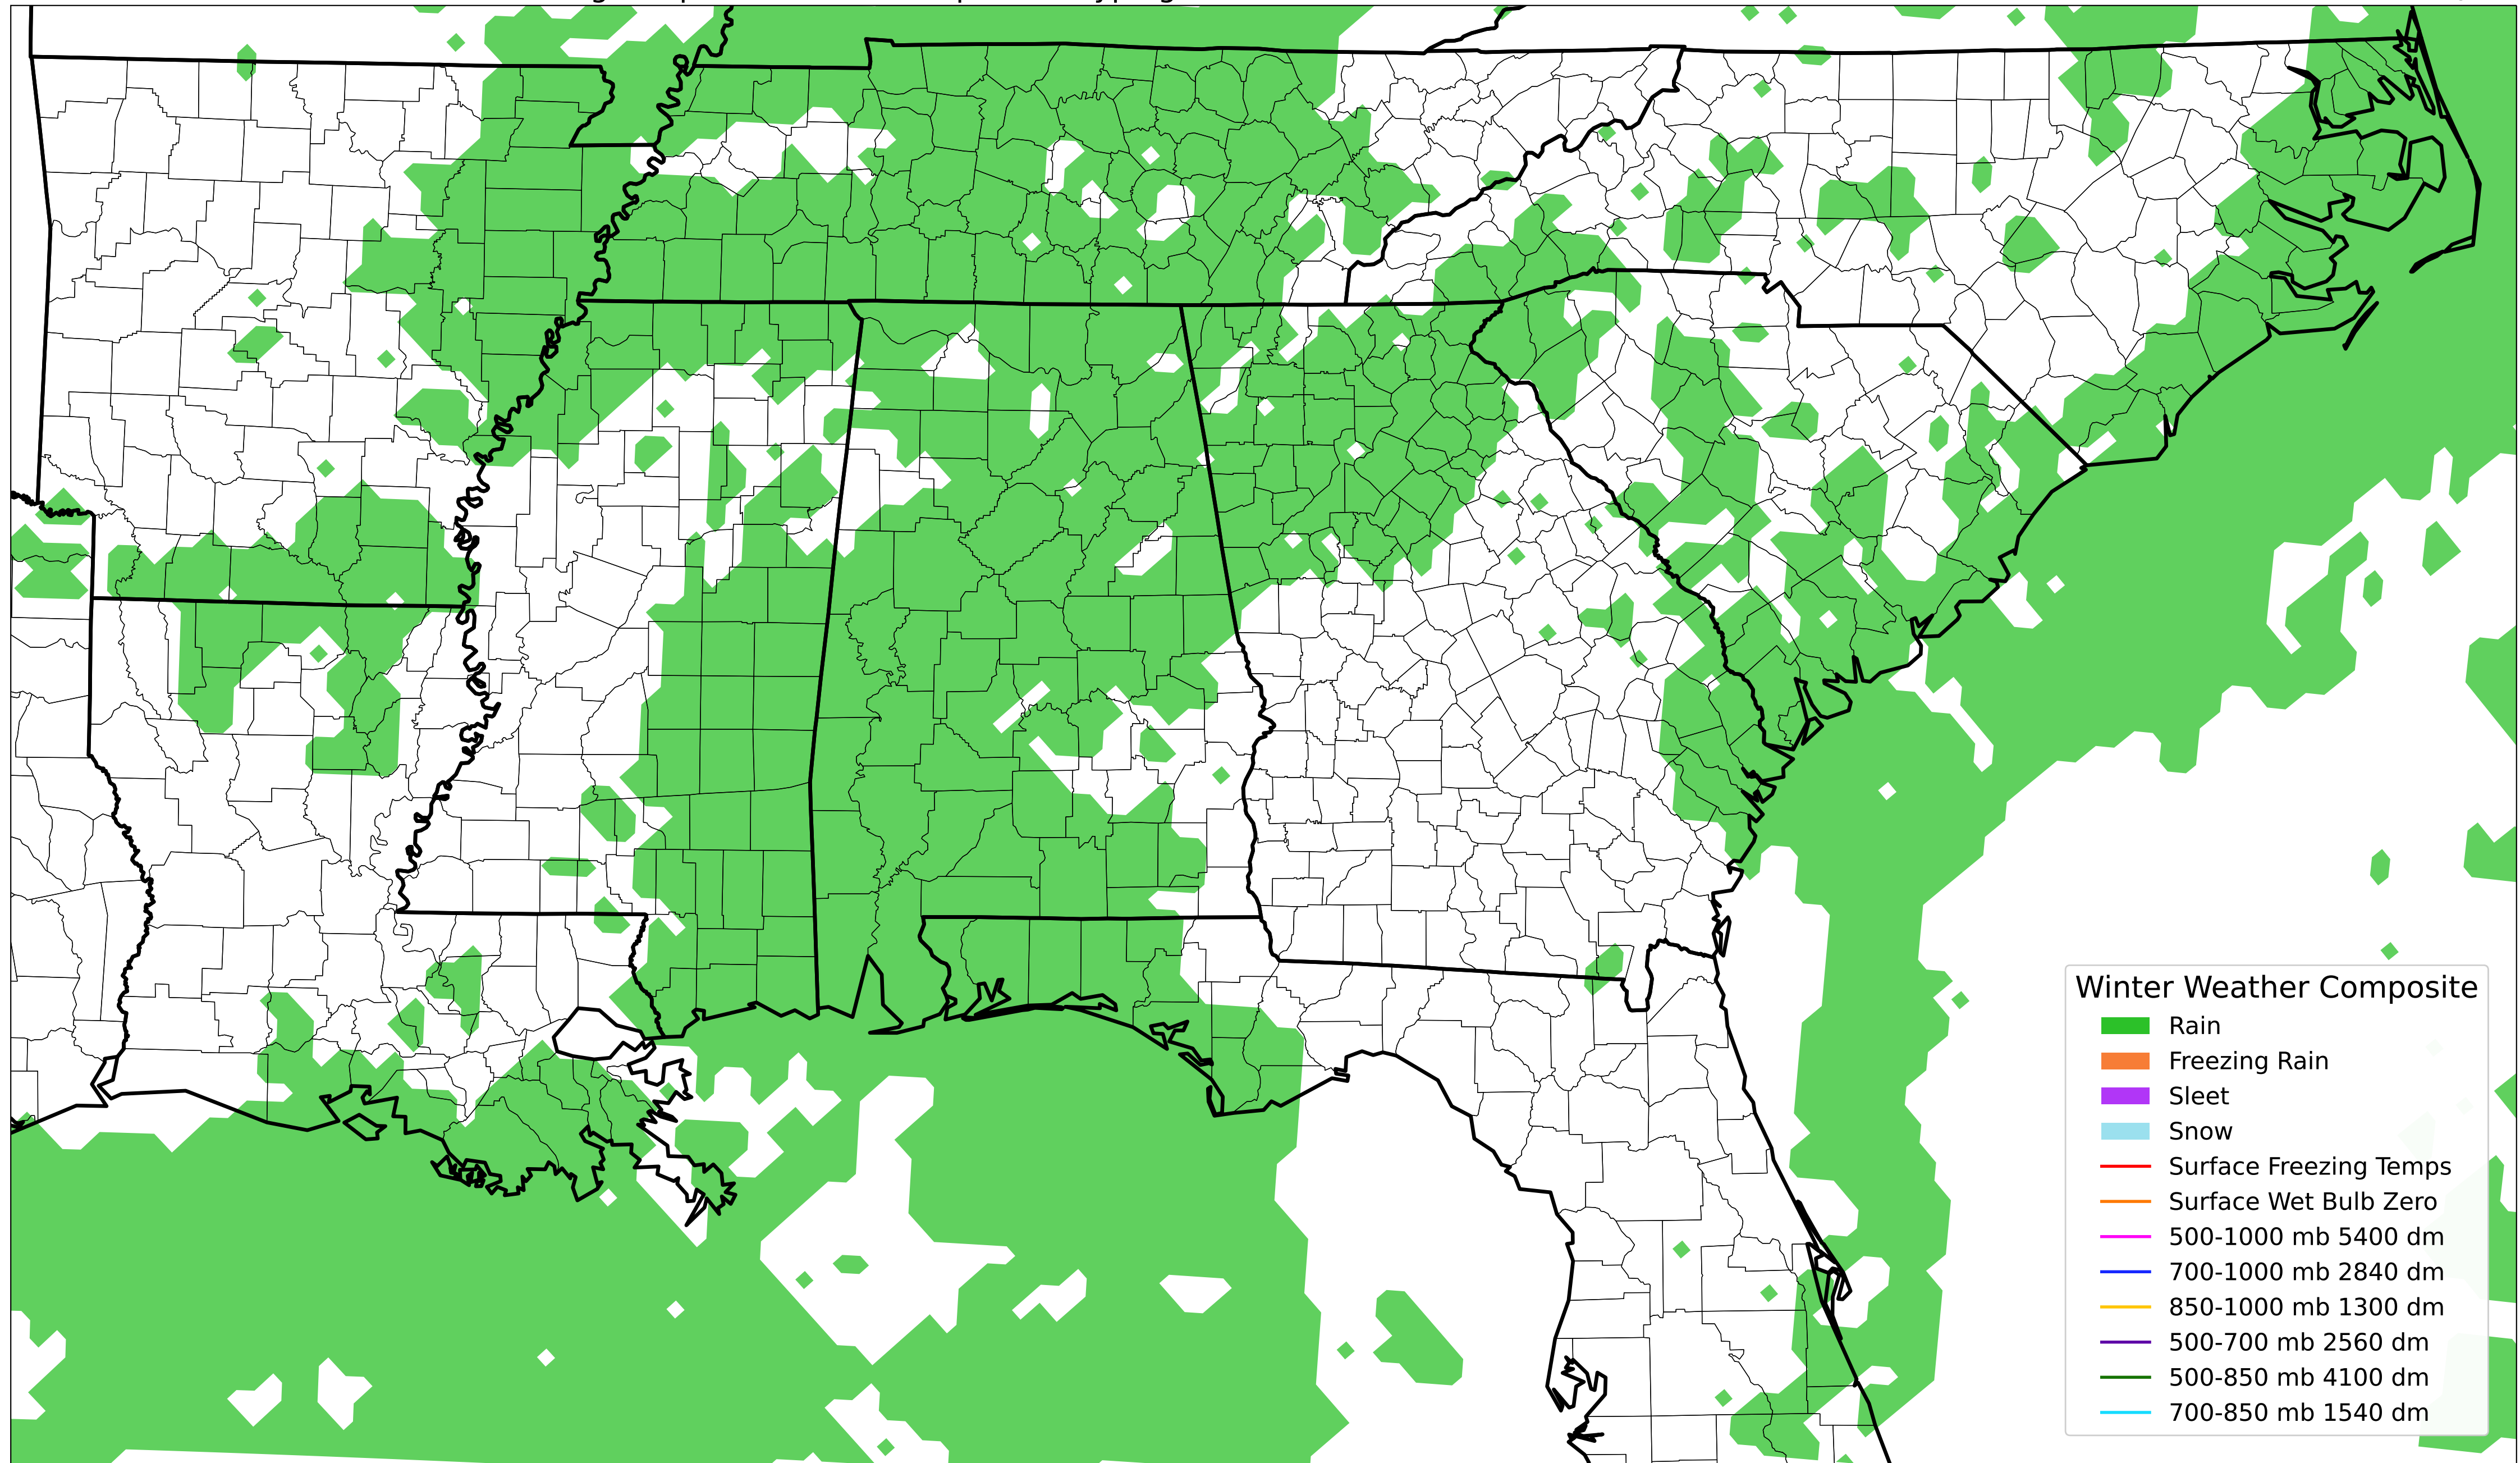 Winter Weather Composite
Rain
Freezing Rain
Sleet
Snow
Surface Freezing Temps
Surface Wet Bulb Zero
500-1000 mb 5400 dm
700-1000 mb 2840 dm
850-1000 mb 1300 dm
500-700 mb 2560 dm
500-850 mb 4100 dm
700-850 mb 1540 dm